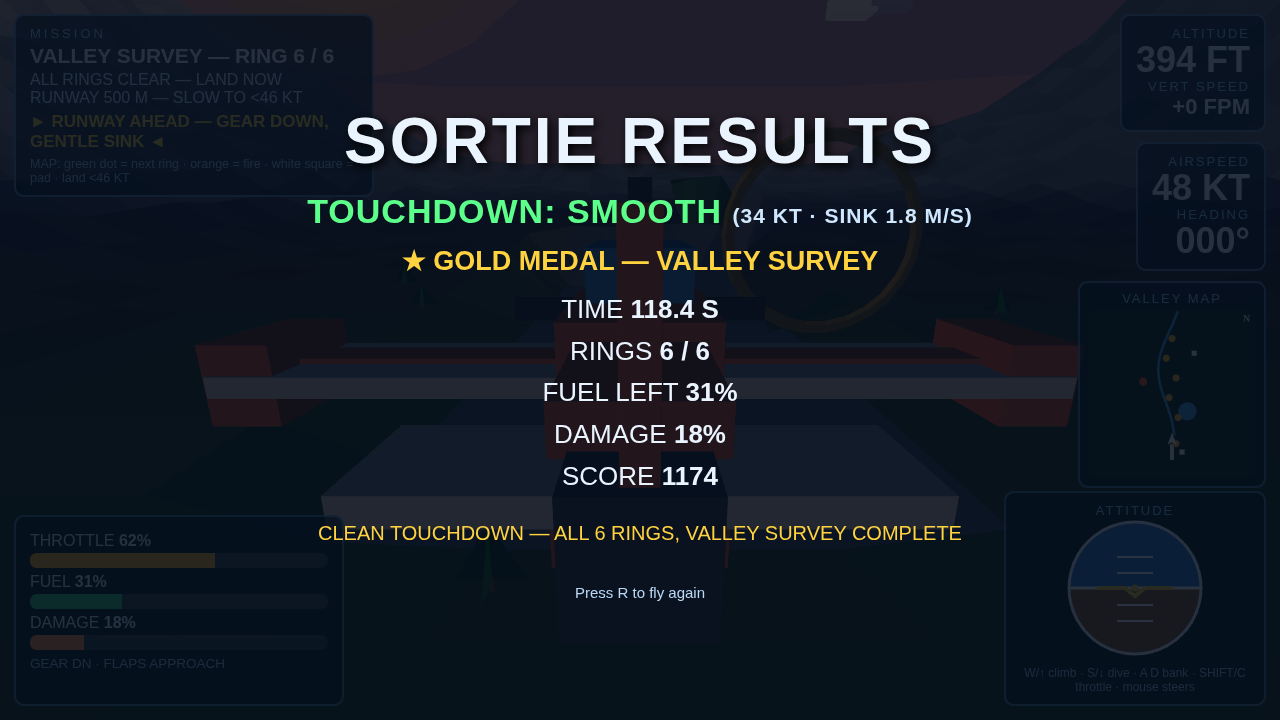 MISSION
VALLEY SURVEY — RING 6 / 6
ALL RINGS CLEAR — LAND NOW
RUNWAY 500 M — SLOW TO <46 KT
► RUNWAY AHEAD — GEAR DOWN,
GENTLE SINK ◄
MAP: green dot = next ring · orange = fire · white square =
pad · land <46 KT
ALTITUDE
394 FT
VERT SPEED
+0 FPM
AIRSPEED
48 KT
HEADING
000°
VALLEY MAP
N
SORTIE RESULTS
TOUCHDOWN: SMOOTH (34 KT · SINK 1.8 M/S)
★ GOLD MEDAL — VALLEY SURVEY
TIME 118.4 S
RINGS 6 / 6
FUEL LEFT 31%
DAMAGE 18%
SCORE 1174
CLEAN TOUCHDOWN — ALL 6 RINGS, VALLEY SURVEY COMPLETE
Press R to fly again
THROTTLE 62%
FUEL 31%
DAMAGE 18%
GEAR DN · FLAPS APPROACH
ATTITUDE
W/↑ climb · S/↓ dive · A D bank · SHIFT/C
throttle · mouse steers